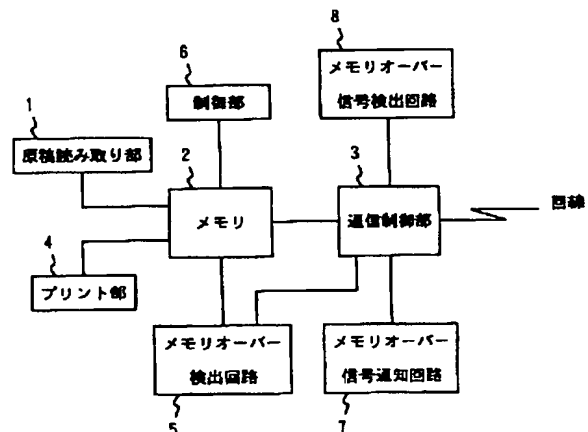 8
メモリオーバー
信号検出回路
6
制御部
1
原稿読み取り部
2
メモリ
3
通信制御部
回線
4
プリント部
メモリオーバー
検出回路
5
メモリオーバー
信号通知回路
7